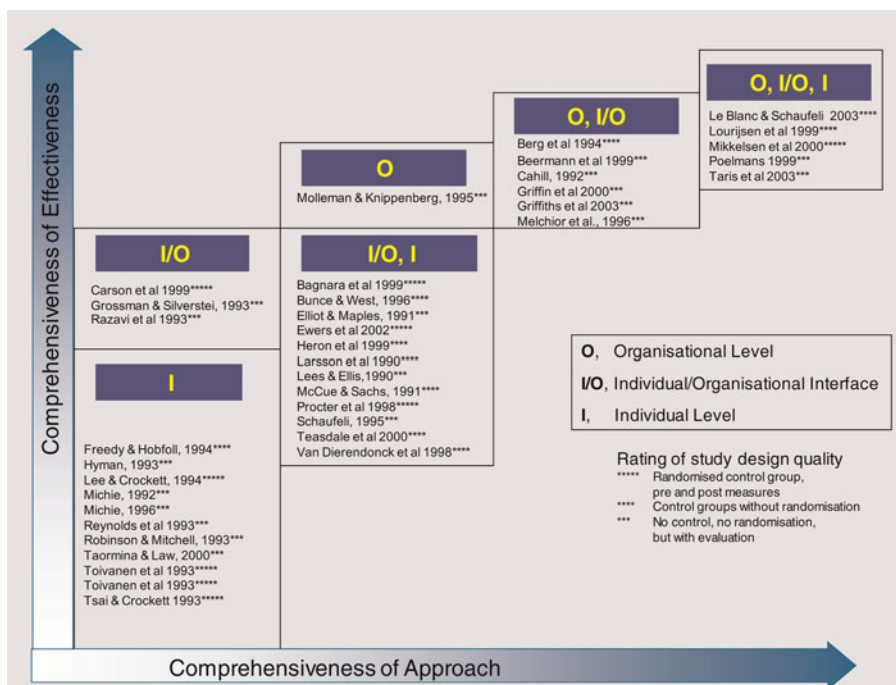 Comprehensiveness of Effectiveness
O, I/O, I
Le Blanc & Schaufeli 2003****
Lourijsen et al 1999****
Mikkelsen et al 2000*****
Poelmans 1999***
Taris et al 2003***
O, I/O
Berg et al 1994****
Beermann et al 1999***
Cahill, 1992***
Griffin et al 2000***
Griffiths et al 2003***
Melchior et al., 1996***
O
Molleman & Knippenberg, 1995***
I/O
Carson et al 1999*****
Grossman & Silverstei, 1993***
Razavi et al 1993***
I/O, I
Bagnara et al 1999*****
Bunce & West, 1996****
Elliot & Maples, 1991***
Ewers et al 2002*****
Heron et al 1999****
Larsson et al 1990****
Lees & Ellis,1990***
McCue & Sachs, 1991****
Procter et al 1998*****
Schaufeli, 1995***
Teasdale et al 2000****
Van Dierendonck et al 1998****
I
Freedy & Hobfoll, 1994****
Hyman, 1993***
Lee & Crockett, 1994*****
Michie, 1992***
Michie, 1996***
Reynolds et al 1993***
Robinson & Mitchell, 1993***
Taormina & Law, 2000***
Toivanen et al 1993*****
Toivanen et al 1993*****
Tsai & Crockett 1993*****
O, Organisational Level
I/O, Individual/Organisational Interface
I, Individual Level
Rating of study design quality
***** Randomised control group,
pre and post measures
**** Control groups without randomisation
*** No control, no randomisation,
but with evaluation
Comprehensiveness of Approach